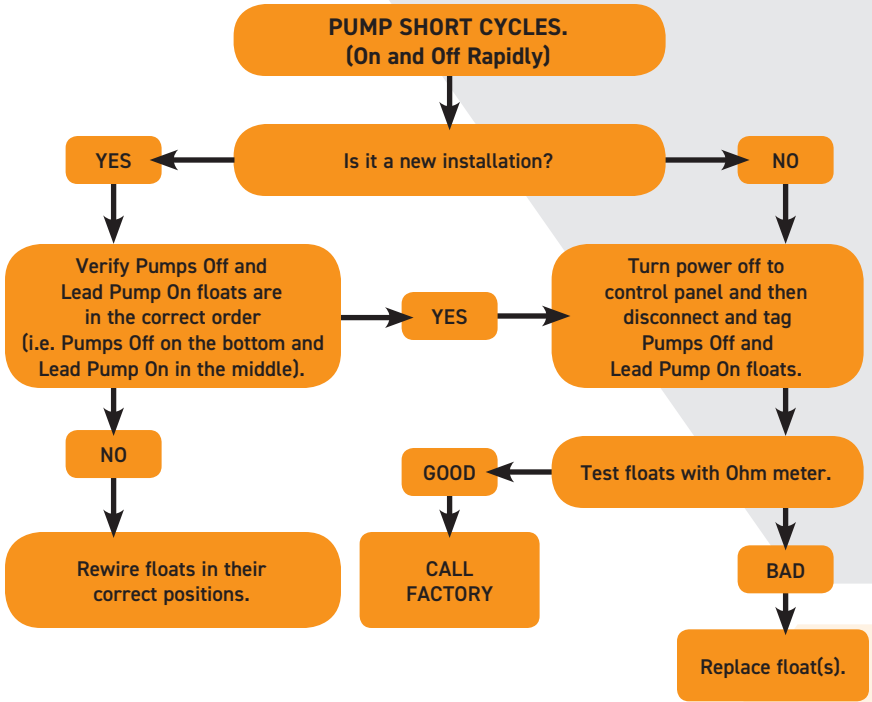 PUMP SHORT CYCLES.
(On and Off Rapidly)
Is it a new installation?
YES
NO
Verify Pumps Off and
Lead Pump On floats are
in the correct order
(i.e. Pumps Off on the bottom and
Lead Pump On in the middle).
YES
Turn power off to
control panel and then
disconnect and tag
Pumps Off and
Lead Pump On floats.
NO
Rewire floats in their
correct positions.
Test floats with Ohm meter.
GOOD
CALL
FACTORY
BAD
Replace float(s).